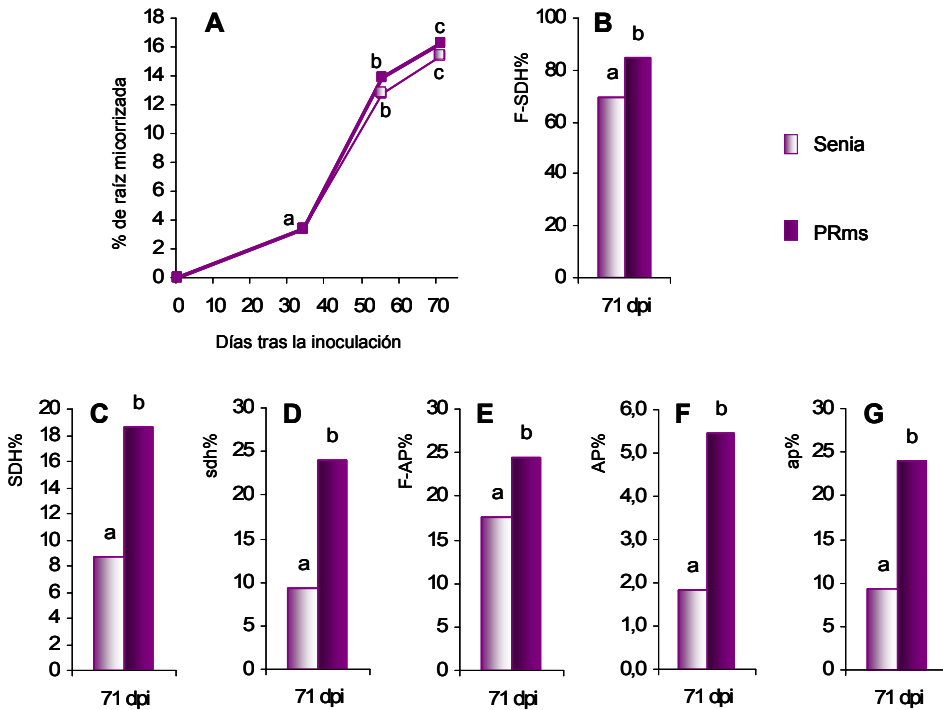 A
% de raíz micorrizada
18
16
14
12
10
8
6
4
2
0
a
b
b
c
c
0 10 20 30 40 50 60 70
Días tras la inoculación
B
F-SDH%
100
80
60
40
20
0
a
b
71 dpi
Senia
PRms
C
SDH%
20
18
16
14
12
10
8
6
4
2
0
a
b
71 dpi
D
sdh%
30
25
20
15
10
5
0
a
b
71 dpi
E
F-AP%
30
25
20
15
10
5
0
a
b
71 dpi
F
AP%
6,0
5,0
4,0
3,0
2,0
1,0
0,0
a
b
71 dpi
G
ap%
30
25
20
15
10
5
0
a
b
71 dpi